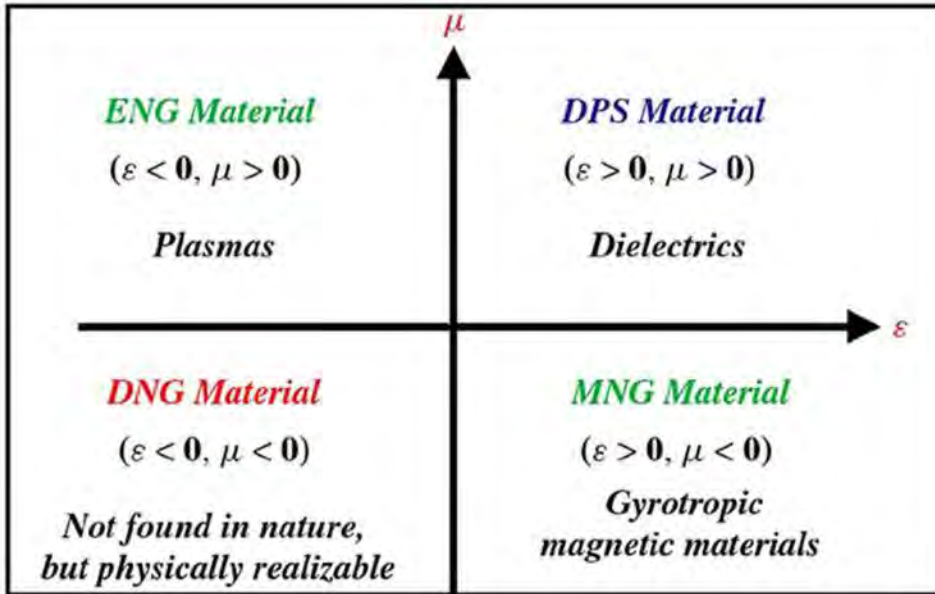 μ
ENG Material
(ε < 0, μ > 0)
Plasmas
DPS Material
(ε > 0, μ > 0)
Dielectrics
ε
DNG Material
(ε < 0, μ < 0)
Not found in nature,
but physically realizable
MNG Material
(ε > 0, μ < 0)
Gyrotropic
magnetic materials